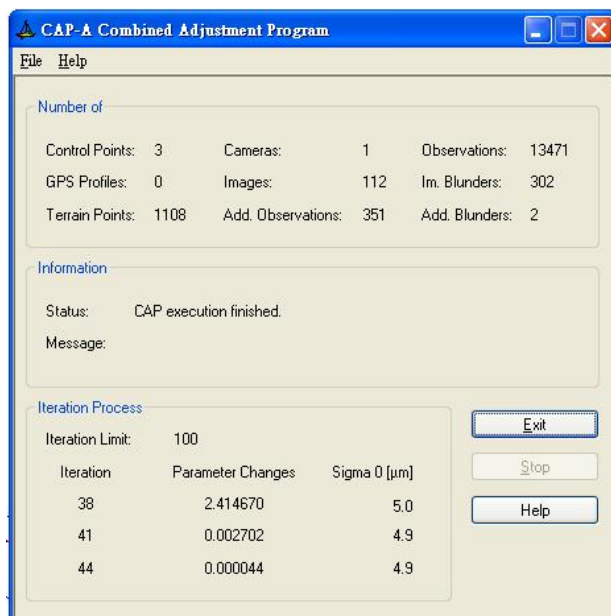 CAP-A Combined Adjustment Program
File Help
Number of
Control Points: 3 Cameras: 1 Observations: 13471
GPS Profiles: 0 Images: 112 Im. Blunders: 302
Terrain Points: 1108 Add. Observations: 351 Add. Blunders: 2
Information
Status: CAP execution finished.
Message:
Iteration Process
Iteration Limit: 100
Iteration Parameter Changes Sigma 0 [µm]
38 2.414670 5.0
41 0.002702 4.9
44 0.000044 4.9
Exit
Stop
Help